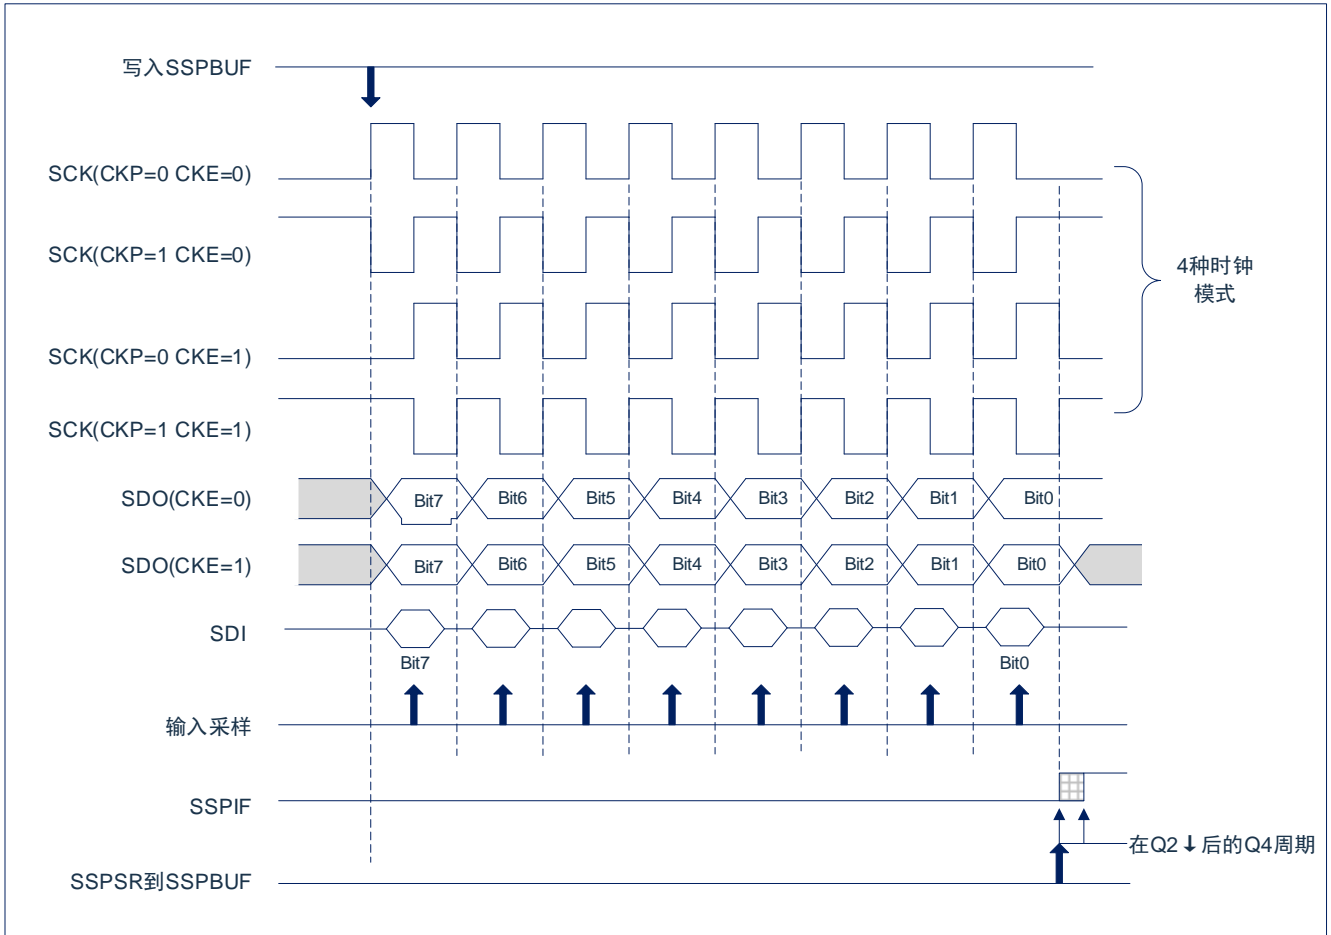 写入SSPBUF
SCK(CKP=0 CKE=0)
SCK(CKP=1 CKE=0)
4种时钟
模式
SCK(CKP=0 CKE=1)
SCK(CKP=1 CKE=1)
SDO(CKE=0) Bit7 Bit6 Bit5 Bit4 Bit3 Bit2 Bit1 Bit0
SDO(CKE=1) Bit7 Bit6 Bit5 Bit4 Bit3 Bit2 Bit1 Bit0
SDI
Bit7 Bit0
输入采样
SSPIF
在Q2↓后的Q4周期
SSPSR到SSPBUF